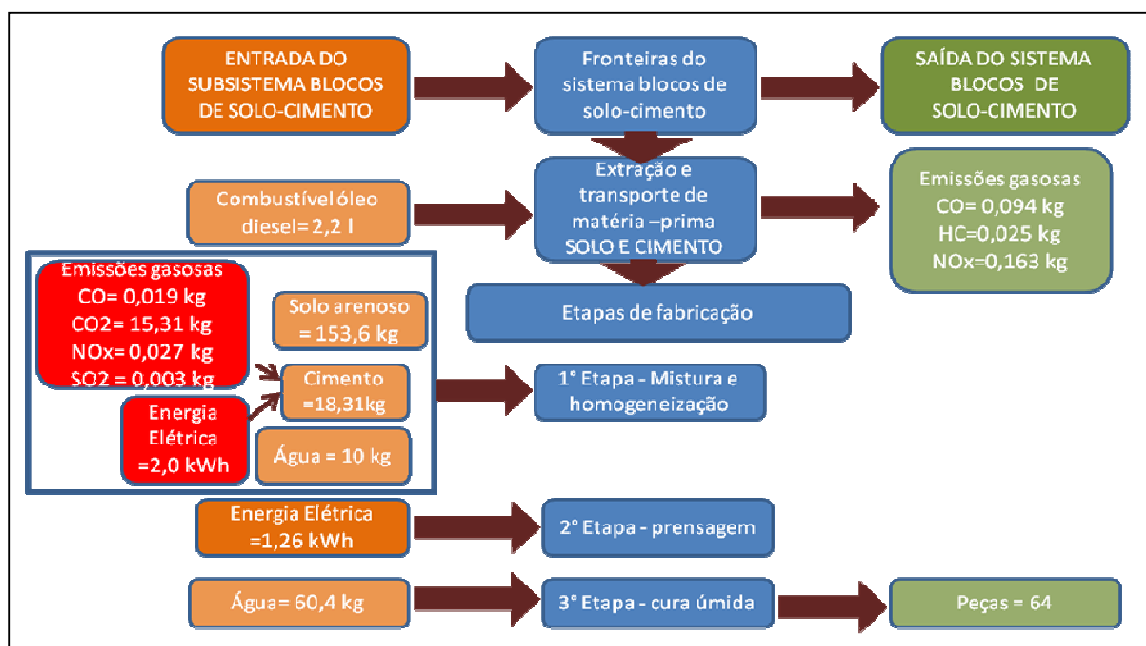 ENTRADA DO
SUBSISTEMA BLOCOS
DE SOLO-CIMENTO
Fronteiras do
sistema blocos de
solo-cimento
SAÍDA DO SISTEMA
BLOCOS DE
SOLO-CIMENTO
Combustível óleo
diesel= 2,2 l
Extração e
transporte de
matéria –prima
SOLO E CIMENTO
Emissões gasosas
CO= 0,094 kg
HC=0,025 kg
NOx=0,163 kg
Etapas de fabricação
Emissões gasosas
CO= 0,019 kg
CO2= 15,31 kg
NOx= 0,027 kg
SO2 = 0,003 kg
Solo arenoso
= 153,6 kg
Cimento
=18,31kg
Energia
Elétrica
=2,0 kWh
Água = 10 kg
1° Etapa - Mistura e
homogeneização
Energia Elétrica
=1,26 kWh
2° Etapa - prensagem
Água= 60,4 kg
3° Etapa - cura úmida
Peças = 64